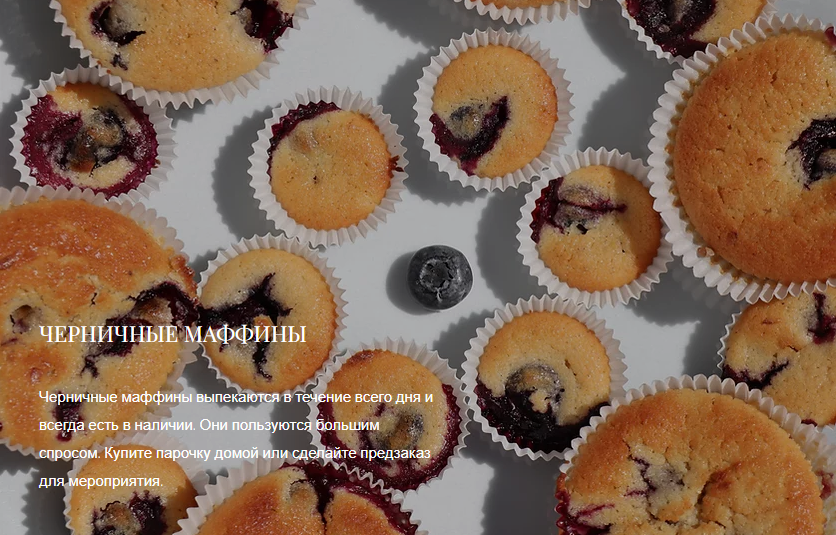 ЧЕРНИЧНЫЕ МАФФИНЫ
Черничные маффины выпекаются в течение всего дня и
всегда есть в наличии. Они пользуются большим
спросом. Купите парочку домой или сделайте предзаказ
для мероприятия.